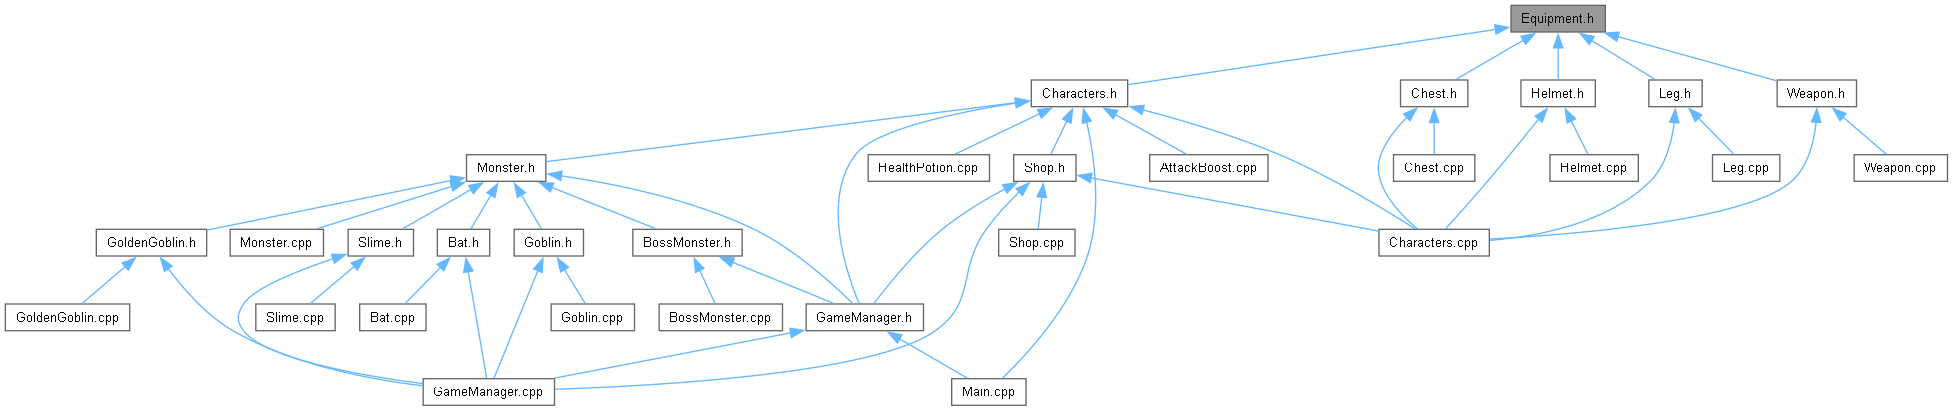 Equipment.h
Characters.h
Chest.h
Helmet.h
Leg.h
Weapon.h
Monster.h
HealthPotion.cpp
Shop.h
AttackBoost.cpp
Chest.cpp
Helmet.cpp
Leg.cpp
Weapon.cpp
GoldenGoblin.h
Monster.cpp
Slime.h
Bat.h
Goblin.h
BossMonster.h
Shop.cpp
Characters.cpp
GoldenGoblin.cpp
Slime.cpp
Bat.cpp
Goblin.cpp
BossMonster.cpp
GameManager.h
GameManager.cpp
Main.cpp